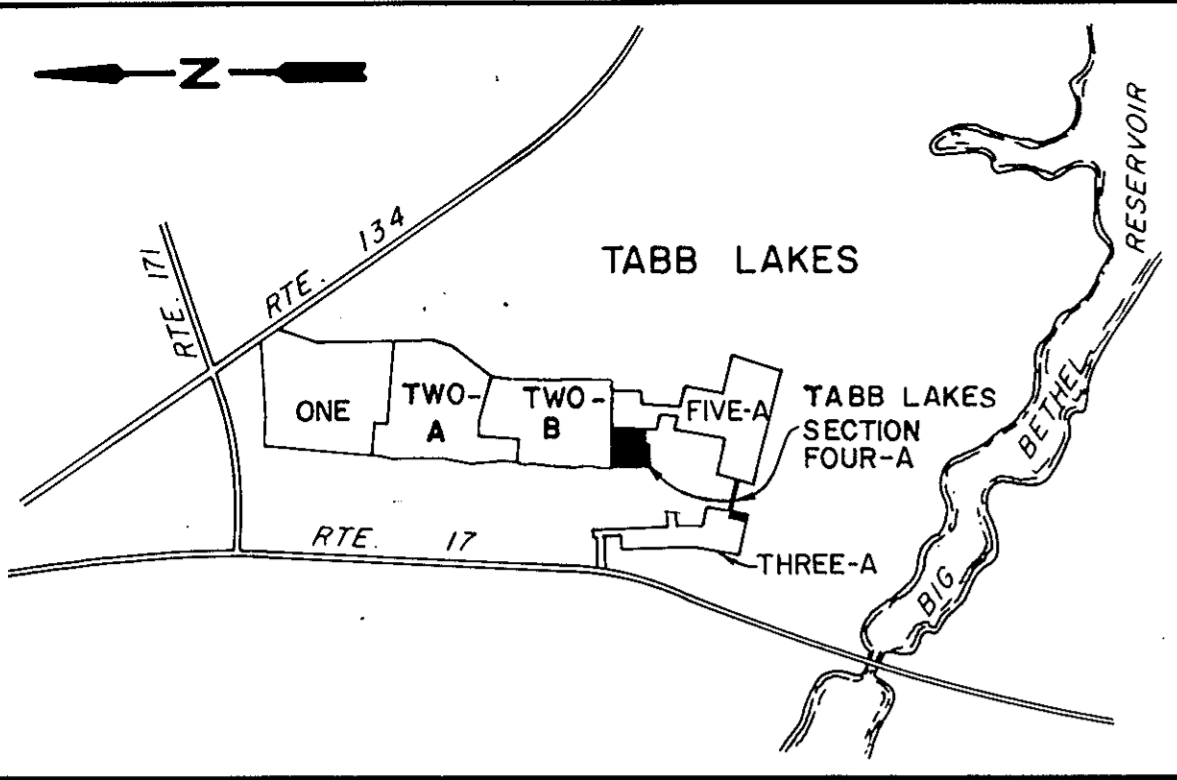 N
RTE. 134
RTE. 171
TABB LAKES
RESERVOIR
ONE
TWO-
A
TWO-
B
FIVE-A
TABB LAKES
SECTION
FOUR-A
BETHEL
RTE. 17
THREE-A
BIG